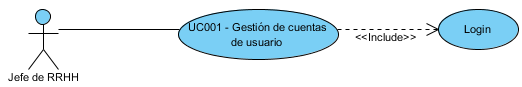 UC001 - Gestión de cuentas
de usuario
Login
<<Include>>
Jefe de RRHH